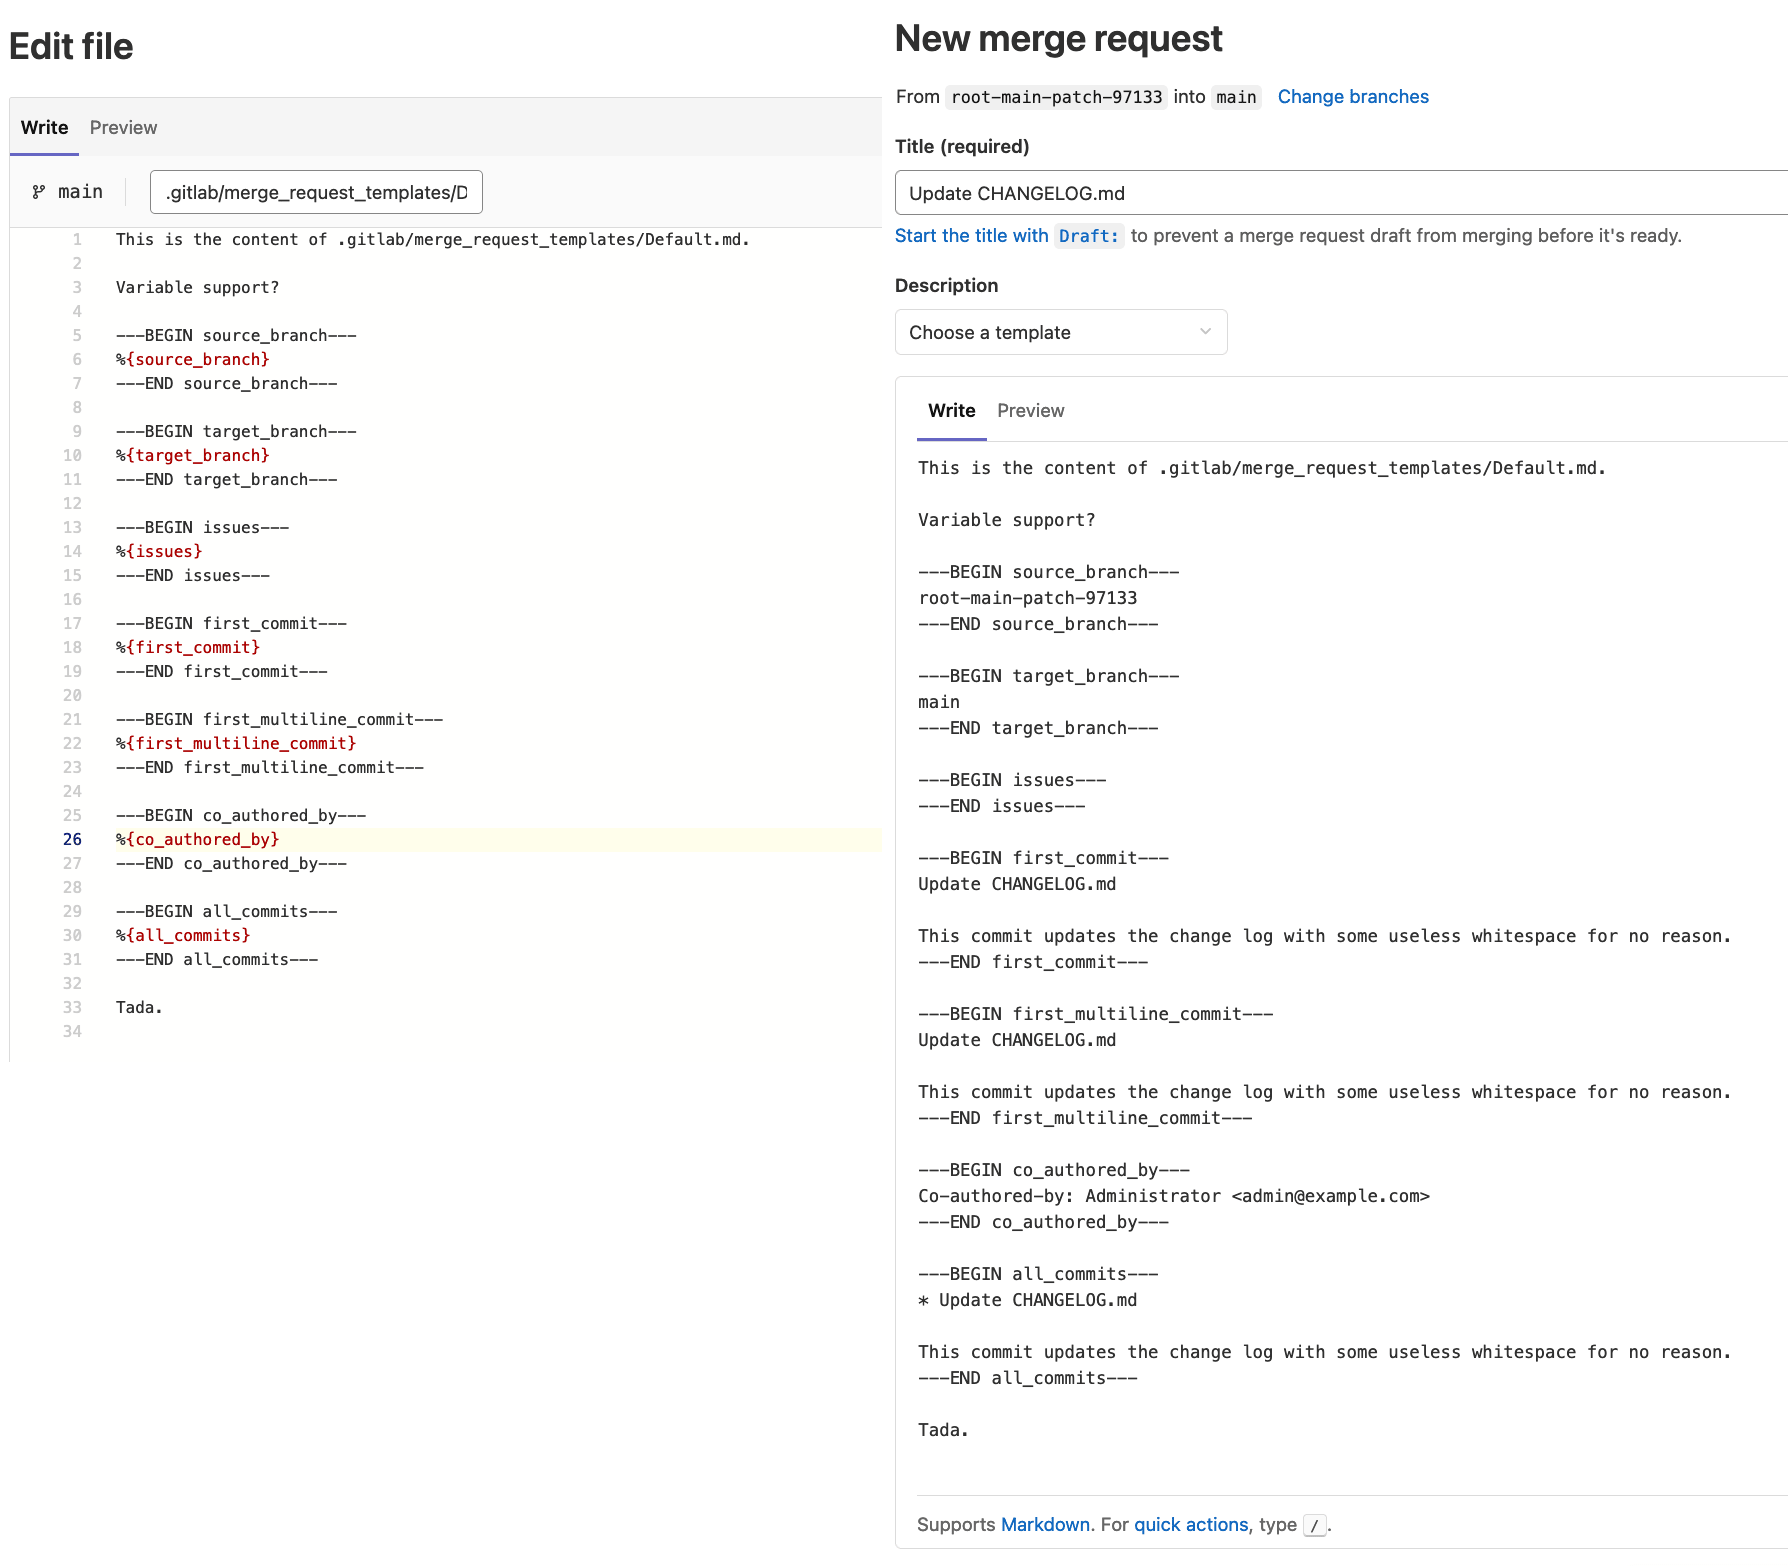 Edit file
Write Preview
main .gitlab/merge_request_templates/D
1 This is the content of .gitlab/merge_request_templates/Default.md.
2
3 Variable support?
4
5 ---BEGIN source_branch---
6 %{source_branch}
7 ---END source_branch---
8
9 ---BEGIN target_branch---
10 %{target_branch}
11 ---END target_branch---
12
13 ---BEGIN issues---
14 %{issues}
15 ---END issues---
16
17 ---BEGIN first_commit---
18 %{first_commit}
19 ---END first_commit---
20
21 ---BEGIN first_multiline_commit---
22 %{first_multiline_commit}
23 ---END first_multiline_commit---
24
25 ---BEGIN co_authored_by---
26 %{co_authored_by}
27 ---END co_authored_by---
28
29 ---BEGIN all_commits---
30 %{all_commits}
31 ---END all_commits---
32
33 Tada.
34
New merge request
From root-main-patch-97133 into main Change branches
Title (required)
Update CHANGELOG.md
Start the title with Draft: to prevent a merge request draft from merging before it's ready.
Description
Choose a template
Write Preview
This is the content of .gitlab/merge_request_templates/Default.md.
Variable support?
---BEGIN source_branch---
root-main-patch-97133
---END source_branch---
---BEGIN target_branch---
main
---END target_branch---
---BEGIN issues---
---END issues---
---BEGIN first_commit---
Update CHANGELOG.md
This commit updates the change log with some useless whitespace for no reason.
---END first_commit---
---BEGIN first_multiline_commit---
Update CHANGELOG.md
This commit updates the change log with some useless whitespace for no reason.
---END first_multiline_commit---
---BEGIN co_authored_by---
Co-authored-by: Administrator <admin@example.com>
---END co_authored_by---
---BEGIN all_commits---
* Update CHANGELOG.md
This commit updates the change log with some useless whitespace for no reason.
---END all_commits---
Tada.
Supports Markdown. For quick actions, type /.